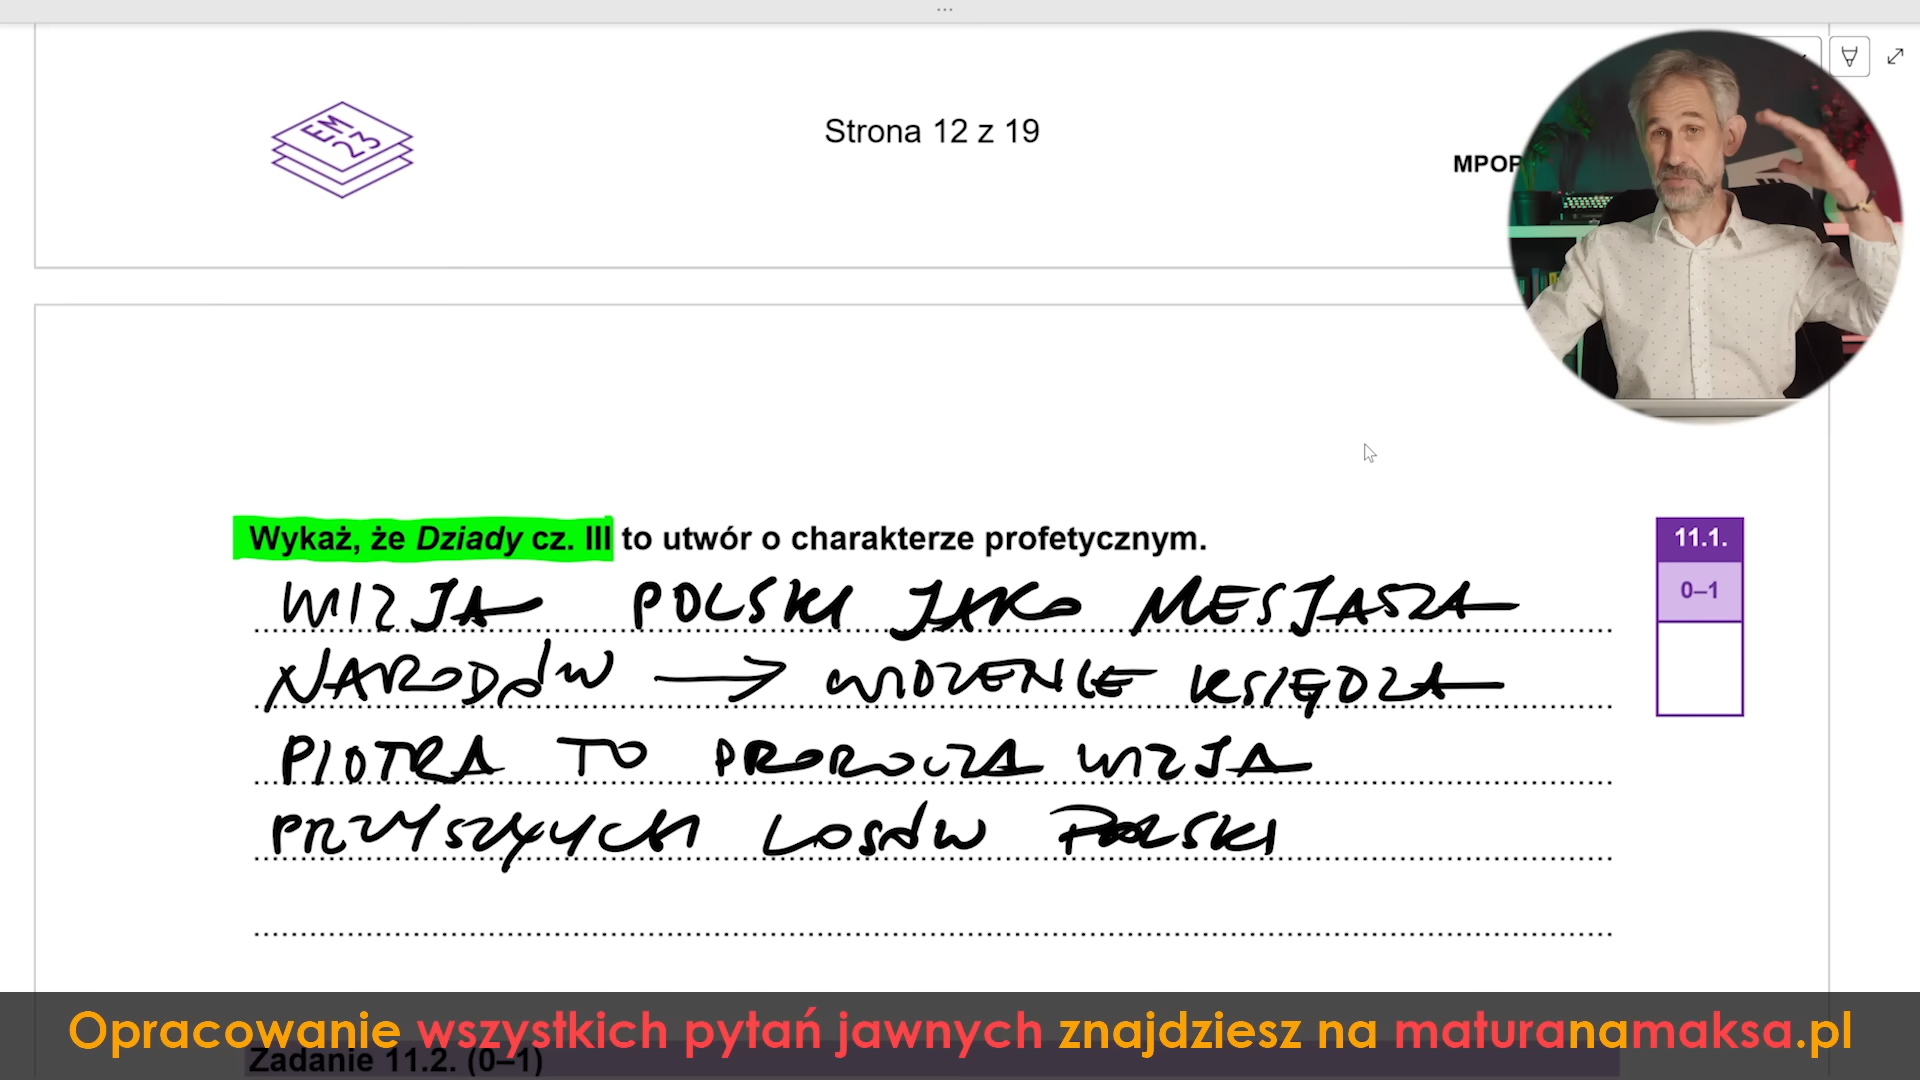 ...
EM
23
Strona 12 z 19
MPOP
Wykaż, że Dziady cz. III to utwór o charakterze profetycznym.
11.1.
0–1
WIZJA POLSKI JAKO MESJASZA
NARODÓW → WIDZENIE KSIĘDZA
PIOTRA TO PROROCZA WIZJA
PRZYSZŁYCH LOSÓW POLSKI
Opracowanie wszystkich pytań jawnych znajdziesz na maturanamaksa.pl
Zadanie 11.2. (0–1)